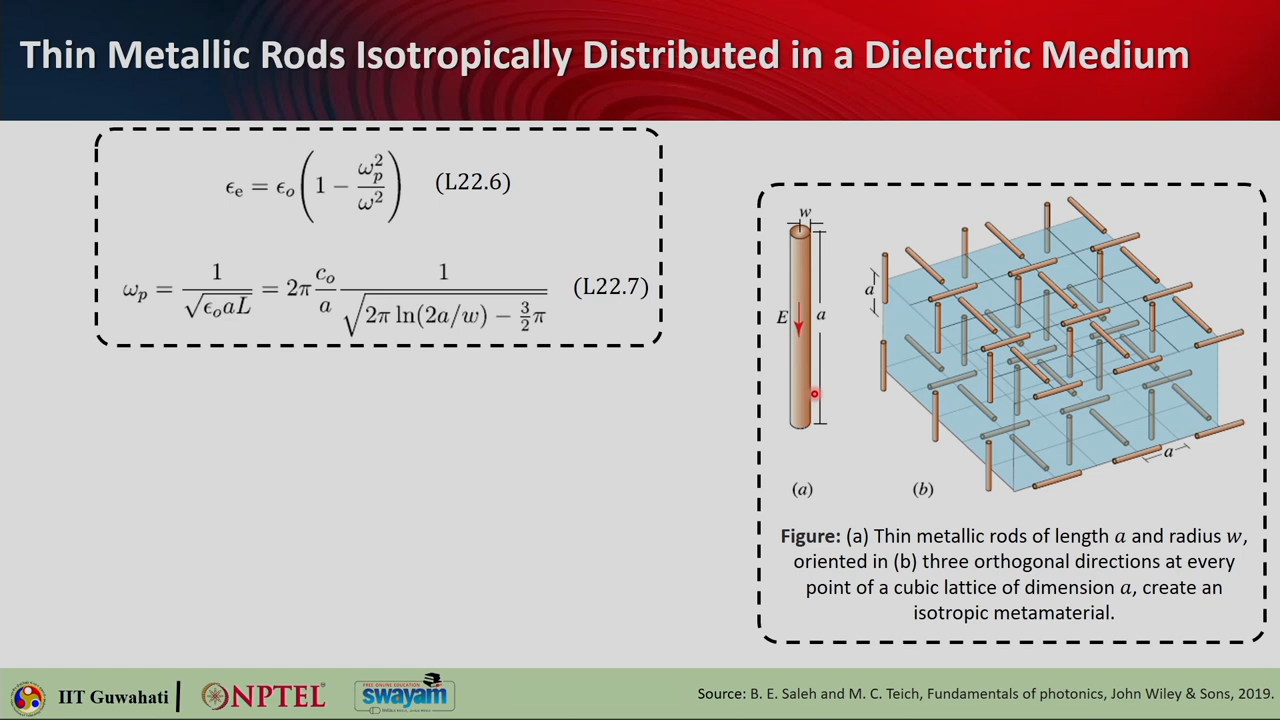 Thin Metallic Rods Isotropically Distributed in a Dielectric Medium
ϵₑ = ϵₒ(1 − ωₚ²/ω²) (L22.6)
ωₚ = 1/√(ϵₒaL) = 2π cₒ/a 1/√(2π ln(2a/w) − 3/2 π) (L22.7)
w
E
a
(a)
a
a
(b)
Figure: (a) Thin metallic rods of length a and radius w,
oriented in (b) three orthogonal directions at every
point of a cubic lattice of dimension a, create an
isotropic metamaterial.
IIT Guwahati
NPTEL
FREE ONLINE EDUCATION
swayam
Source: B. E. Saleh and M. C. Teich, Fundamentals of photonics, John Wiley & Sons, 2019.